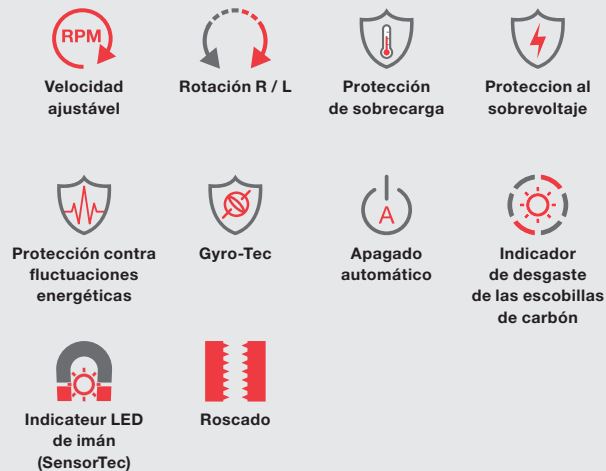 RPM
Velocidad
ajustável
Rotación R / L
Protección
de sobrecarga
Proteccion al
sobrevoltaje
Protección contra
fluctuaciones
energéticas
Gyro-Tec
A
Apagado
automático
Indicador
de desgaste
de las escobillas
de carbón
Indicateur LED
de imán
(SensorTec)
Roscado